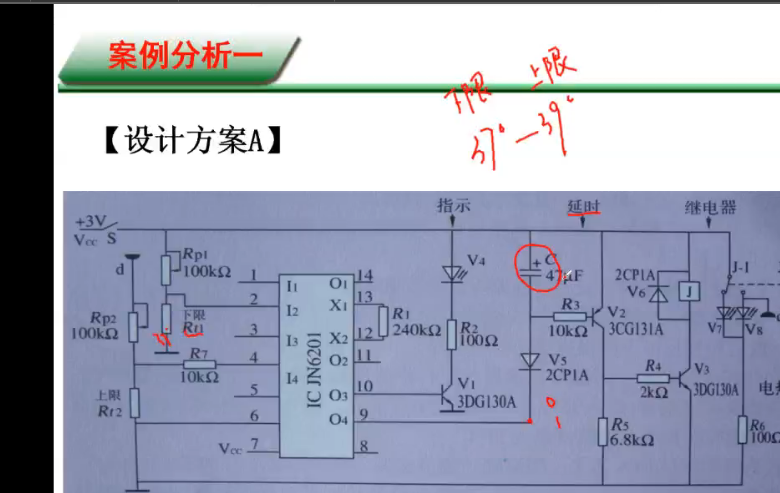 案例分析一
下限 上限
37°—39°
【设计方案A】
指示 延时 继电器
+3V
Vcc S
d
Rp1
100kΩ
Rp2
100kΩ
下限
Rt1
R7
10kΩ
上限
Rt2
1 I1 O1 14
2 I2 X1 13
3 I3 X2 12
4 I4 O2 11
5 O3 10
6 O4 9
Vcc 7 8
IC JN6201
R1
240kΩ
V4
R2
100Ω
V1
3DG130A
+ C
47μF
R3
10kΩ
V5
2CP1A
0
1
V2
3CG131A
R4
2kΩ
R5
6.8kΩ
2CP1A
V6
J
V3
3DG130A
J-1
V7 V8
R6
100Ω